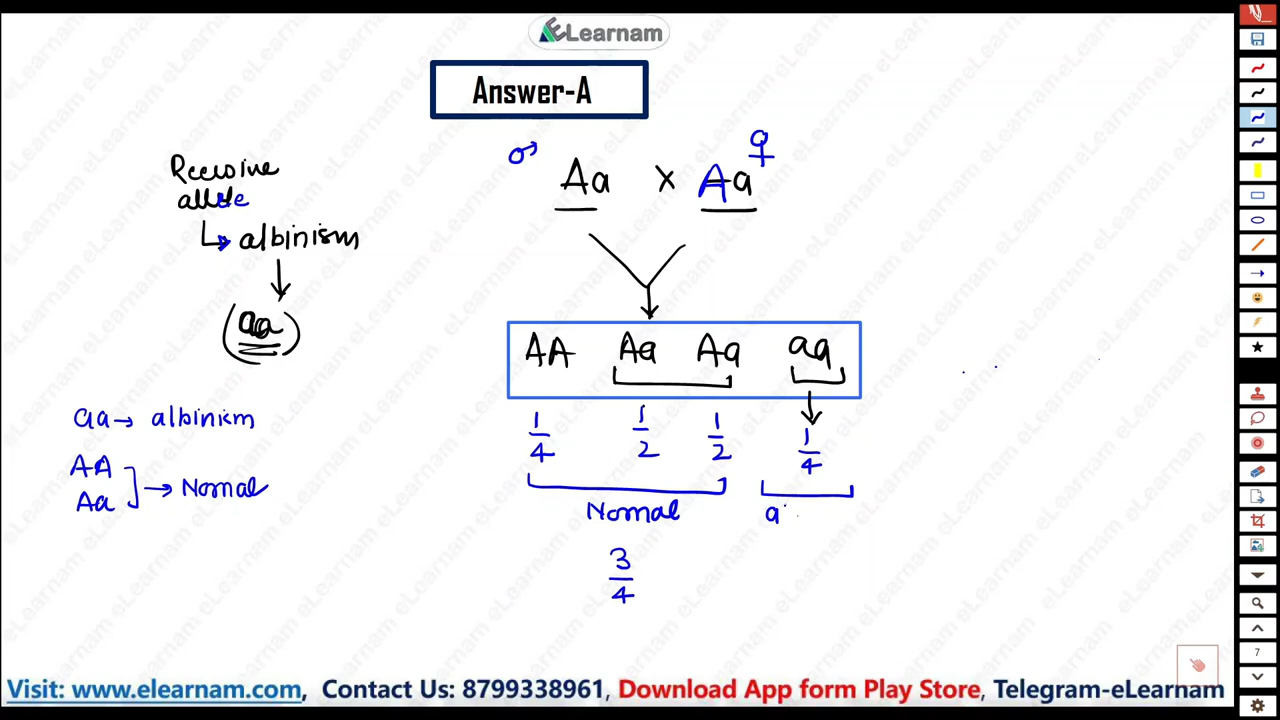 ELearnam
Answer-A
♂ Aa × Aa ♀
Recessive
allele
↳ albinism
(aa)
AA Aa Aa aa
1/4 1/2 1/2 1/4
aa → albinism
AA
Aa
→ Normal
Normal
a
3/4
7
Visit: www.elearnam.com, Contact Us: 8799338961, Download App form Play Store, Telegram-eLearnam